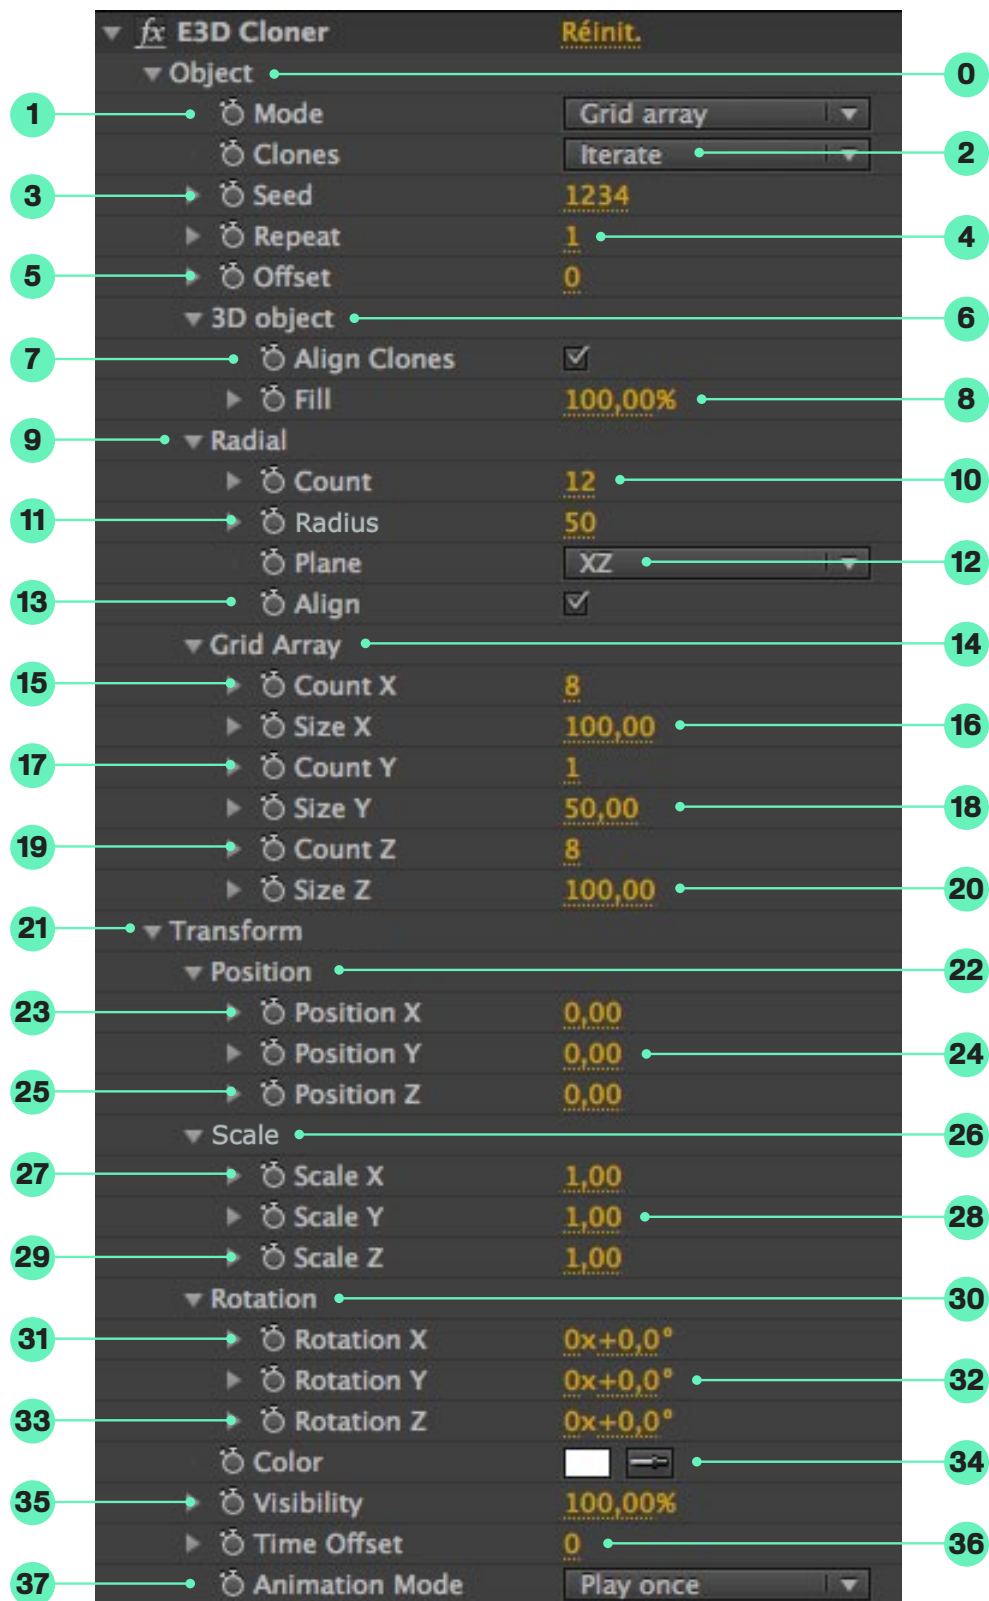 fx E3D Cloner Réinit.
Object 0
1 Mode Grid array
Clones Iterate 2
3 Seed 1234
Repeat 1 4
5 Offset 0
3D object 6
7 Align Clones
Fill 100,00% 8
9 Radial
Count 12 10
11 Radius 50
Plane XZ 12
13 Align
Grid Array 14
15 Count X 8
Size X 100,00 16
17 Count Y 1
Size Y 50,00 18
19 Count Z 8
Size Z 100,00 20
21 Transform
Position 22
23 Position X 0,00
Position Y 0,00 24
25 Position Z 0,00
Scale 26
27 Scale X 1,00
Scale Y 1,00 28
29 Scale Z 1,00
Rotation 30
31 Rotation X 0x+0,0°
Rotation Y 0x+0,0° 32
33 Rotation Z 0x+0,0°
Color 34
35 Visibility 100,00%
Time Offset 0 36
37 Animation Mode Play once